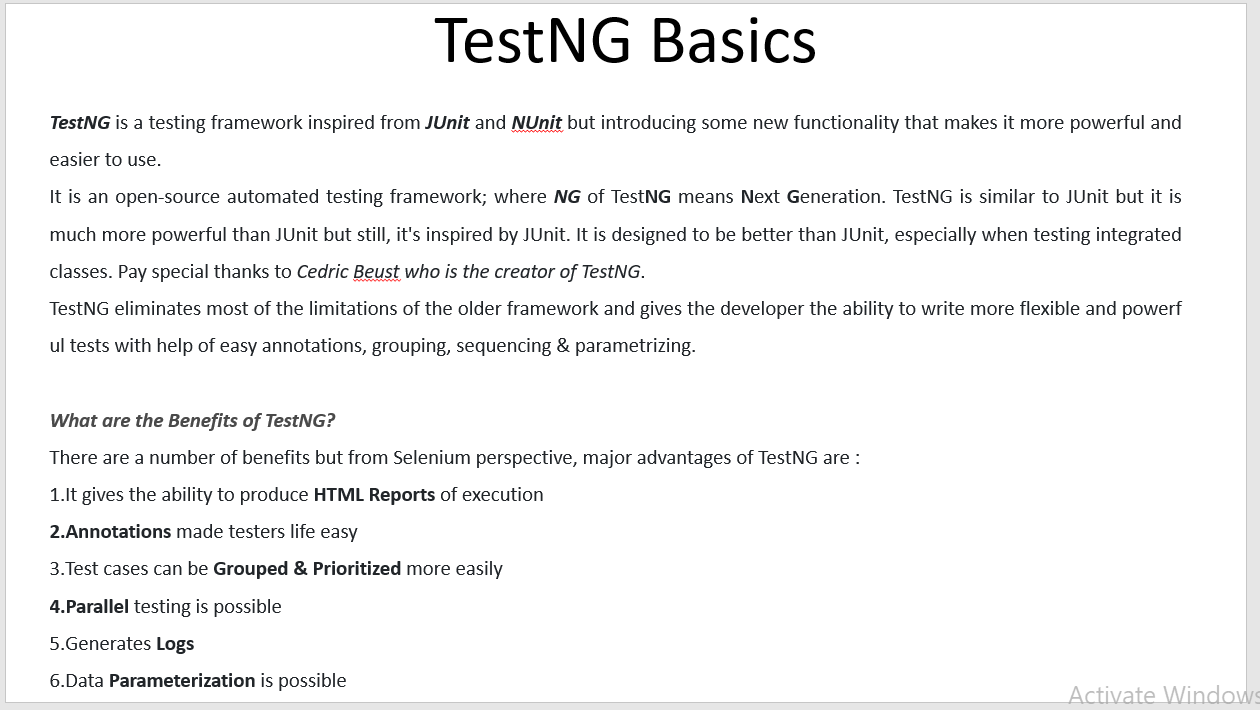 TestNG Basics
TestNG is a testing framework inspired from JUnit and NUnit but introducing some new functionality that makes it more powerful and
easier to use.
It is an open-source automated testing framework; where NG of TestNG means Next Generation. TestNG is similar to JUnit but it is
much more powerful than JUnit but still, it's inspired by JUnit. It is designed to be better than JUnit, especially when testing integrated
classes. Pay special thanks to Cedric Beust who is the creator of TestNG.
TestNG eliminates most of the limitations of the older framework and gives the developer the ability to write more flexible and powerf
ul tests with help of easy annotations, grouping, sequencing & parametrizing.
What are the Benefits of TestNG?
There are a number of benefits but from Selenium perspective, major advantages of TestNG are :
1.It gives the ability to produce HTML Reports of execution
2.Annotations made testers life easy
3.Test cases can be Grouped & Prioritized more easily
4.Parallel testing is possible
5.Generates Logs
6.Data Parameterization is possible
Activate Windows